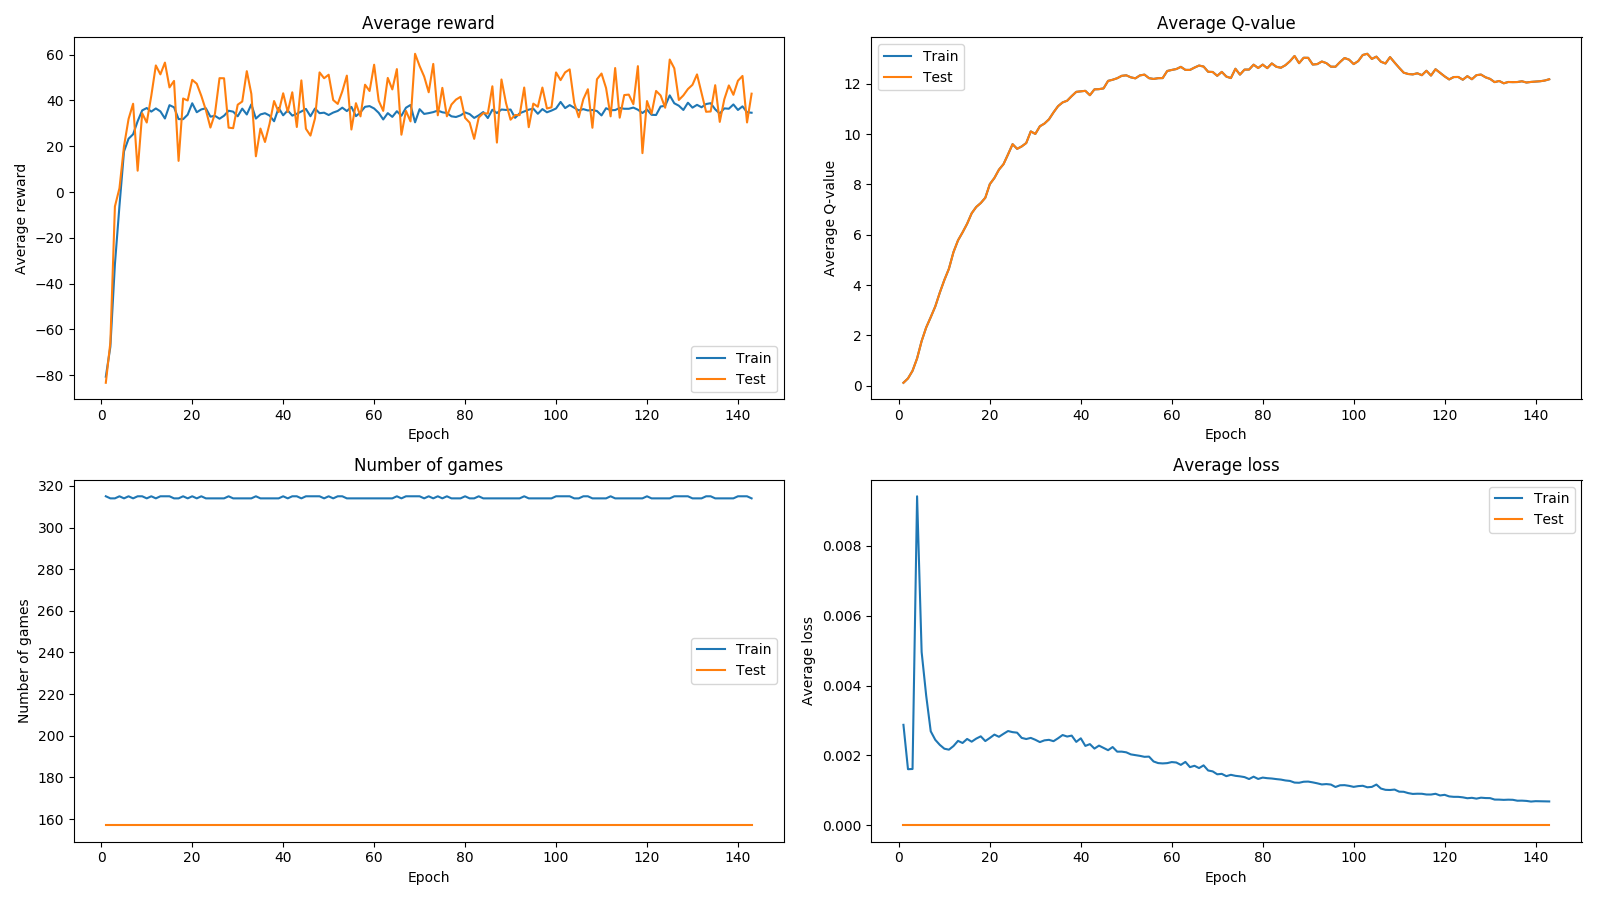 Average reward
Average reward
60
40
20
0
−20
−40
−60
−80
0 20 40 60 80 100 120 140
Epoch
Train
Test
Average Q-value
Average Q-value
12
10
8
6
4
2
0
0 20 40 60 80 100 120 140
Epoch
Train
Test
Number of games
Number of games
320
300
280
260
240
220
200
180
160
0 20 40 60 80 100 120 140
Epoch
Train
Test
Average loss
Average loss
0.008
0.006
0.004
0.002
0.000
0 20 40 60 80 100 120 140
Epoch
Train
Test